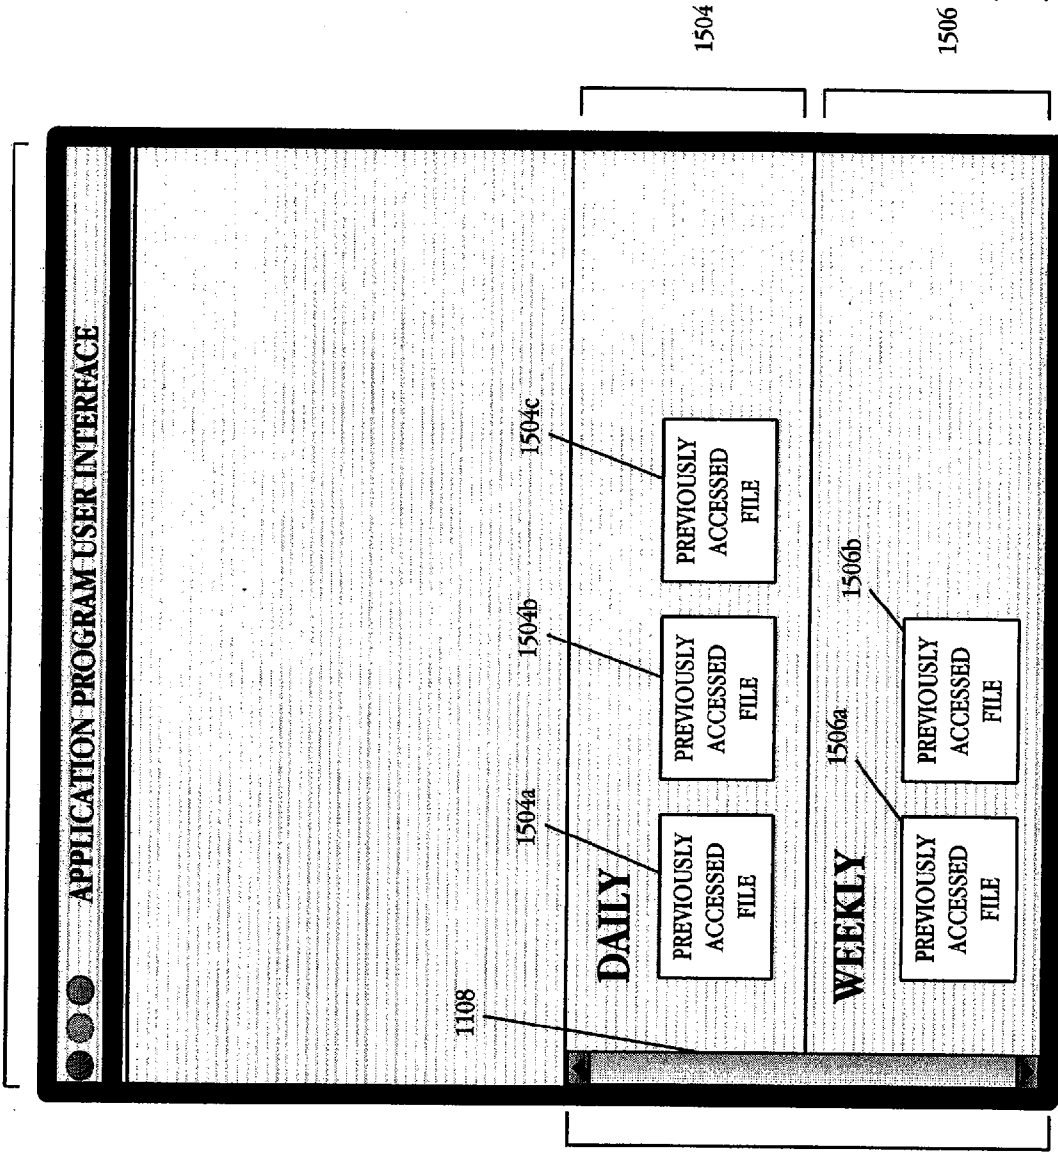 APPLICATION PROGRAM USER INTERFACE
1108
1504a
1504b
1504c
DAILY
1504
PREVIOUSLY
ACCESSED
FILE
PREVIOUSLY
ACCESSED
FILE
PREVIOUSLY
ACCESSED
FILE
1506a
1506b
WEEKLY
1506
PREVIOUSLY
ACCESSED
FILE
PREVIOUSLY
ACCESSED
FILE